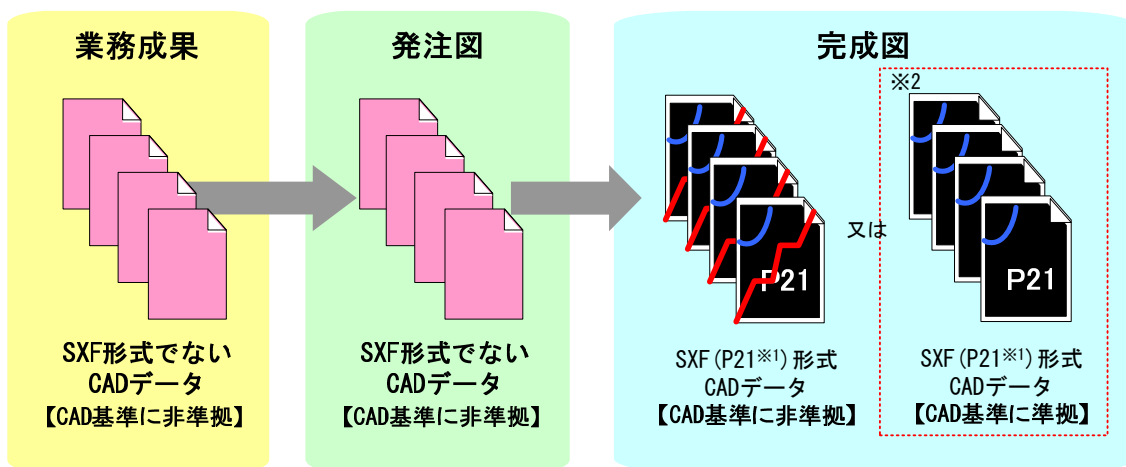 業務成果
SXF形式でない
CADデータ
【CAD基準に非準拠】
発注図
SXF形式でない
CADデータ
【CAD基準に非準拠】
完成図
P21
SXF(P21※1)形式
CADデータ
【CAD基準に非準拠】
又は
※2
P21
SXF(P21※1)形式
CADデータ
【CAD基準に準拠】